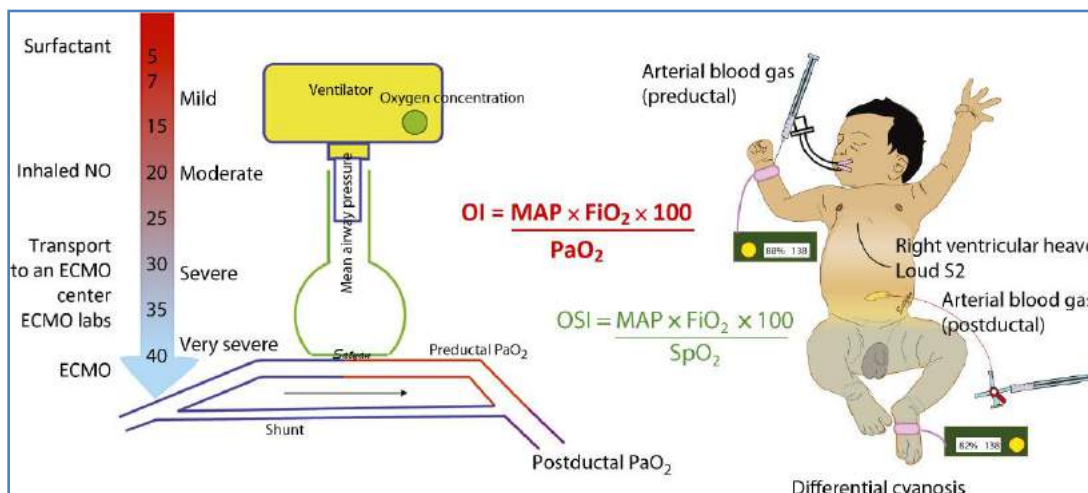 Surfactant
Inhaled NO
Transport
to an ECMO
center
ECMO labs
ECMO
5
7
15
20
25
30
35
40
Mild
Moderate
Severe
Very severe
Ventilator
Oxygen concentration
Mean airway pressure
Satyan
Preductal PaO₂
Shunt
Postductal PaO₂
OI = MAP × FiO₂ × 100
PaO₂
OSI = MAP × FiO₂ × 100
SpO₂
Arterial blood gas
(preductal)
88% 138
Right ventricular heave
Loud S2
Arterial blood gas
(postductal)
82% 138
Differential cyanosis